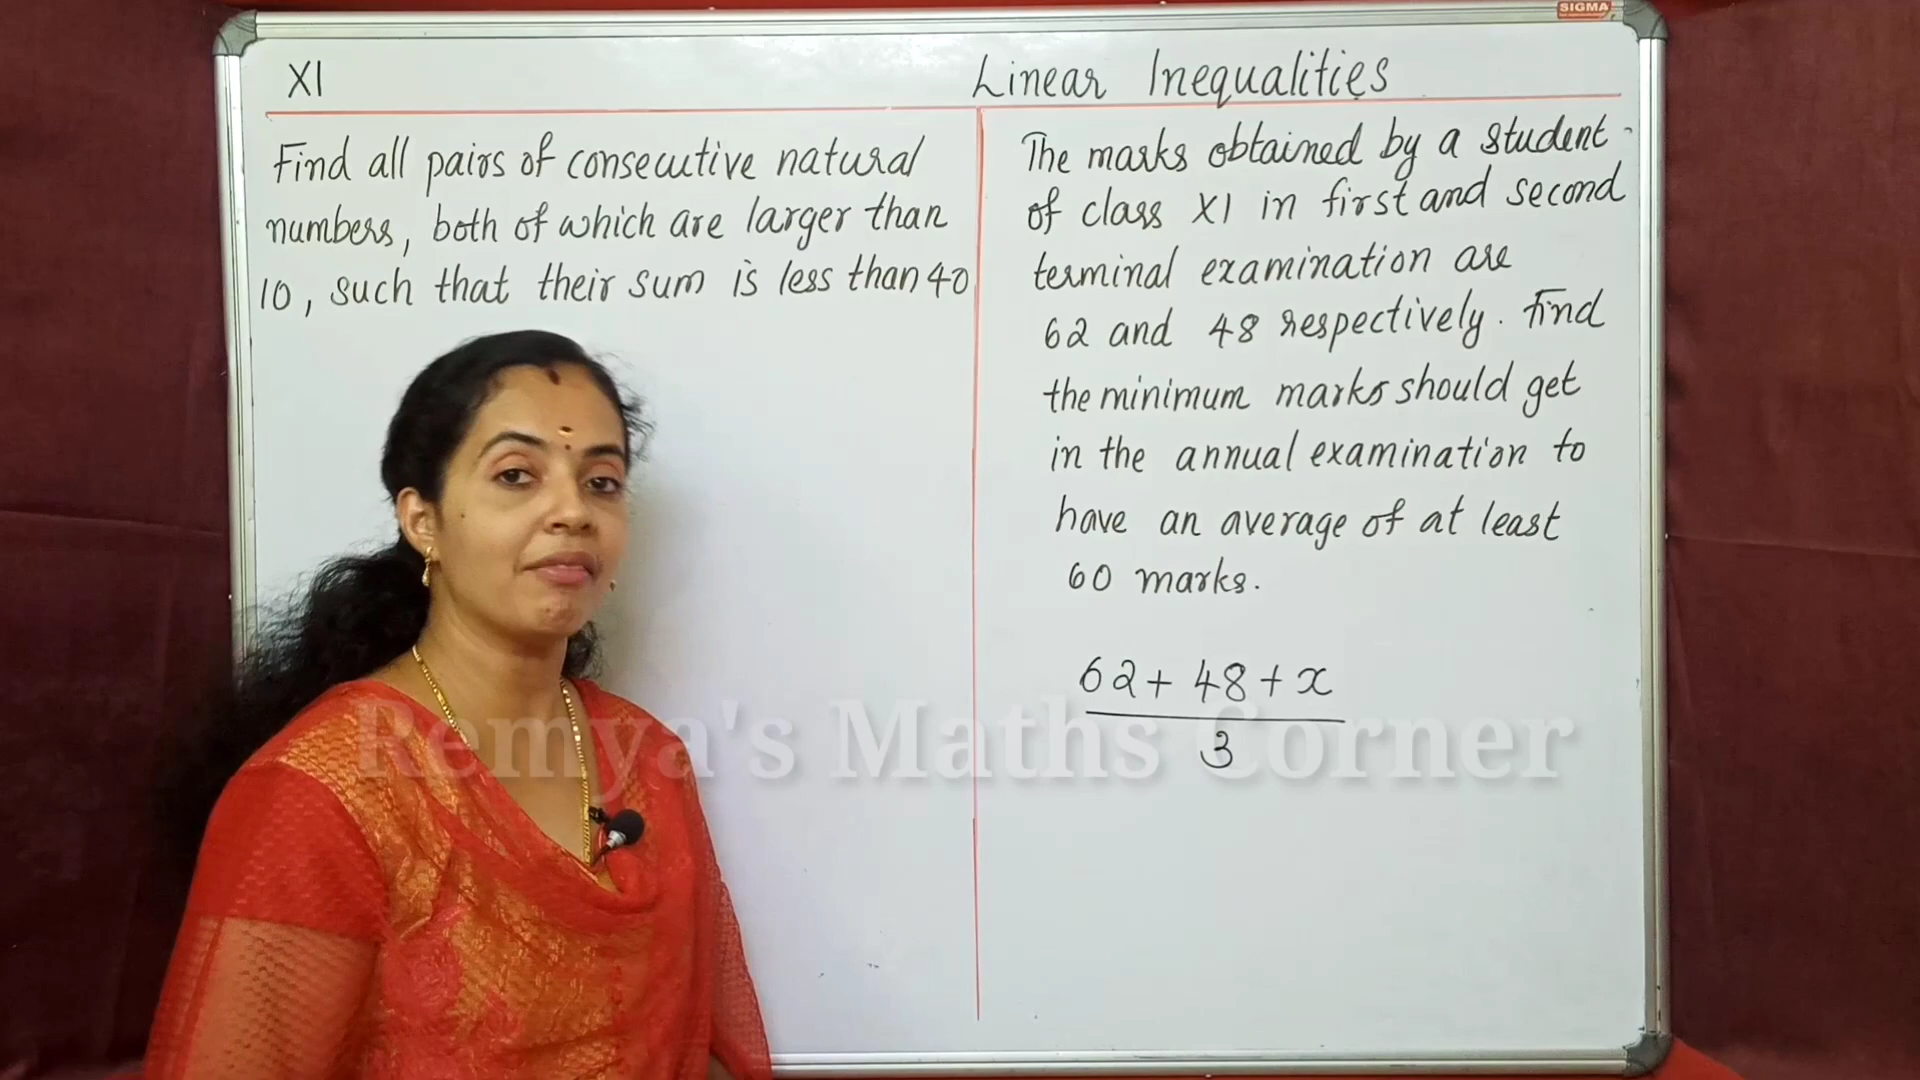 SIGMA
XI
Linear Inequalities
Find all pairs of consecutive natural
numbers, both of which are larger than
10, such that their sum is less than 40
The marks obtained by a student
of class XI in first and second
terminal examination are
62 and 48 respectively. Find
the minimum marks should get
in the annual examination to
have an average of at least
60 marks.
62 + 48 + x
3
Remya's Maths Corner